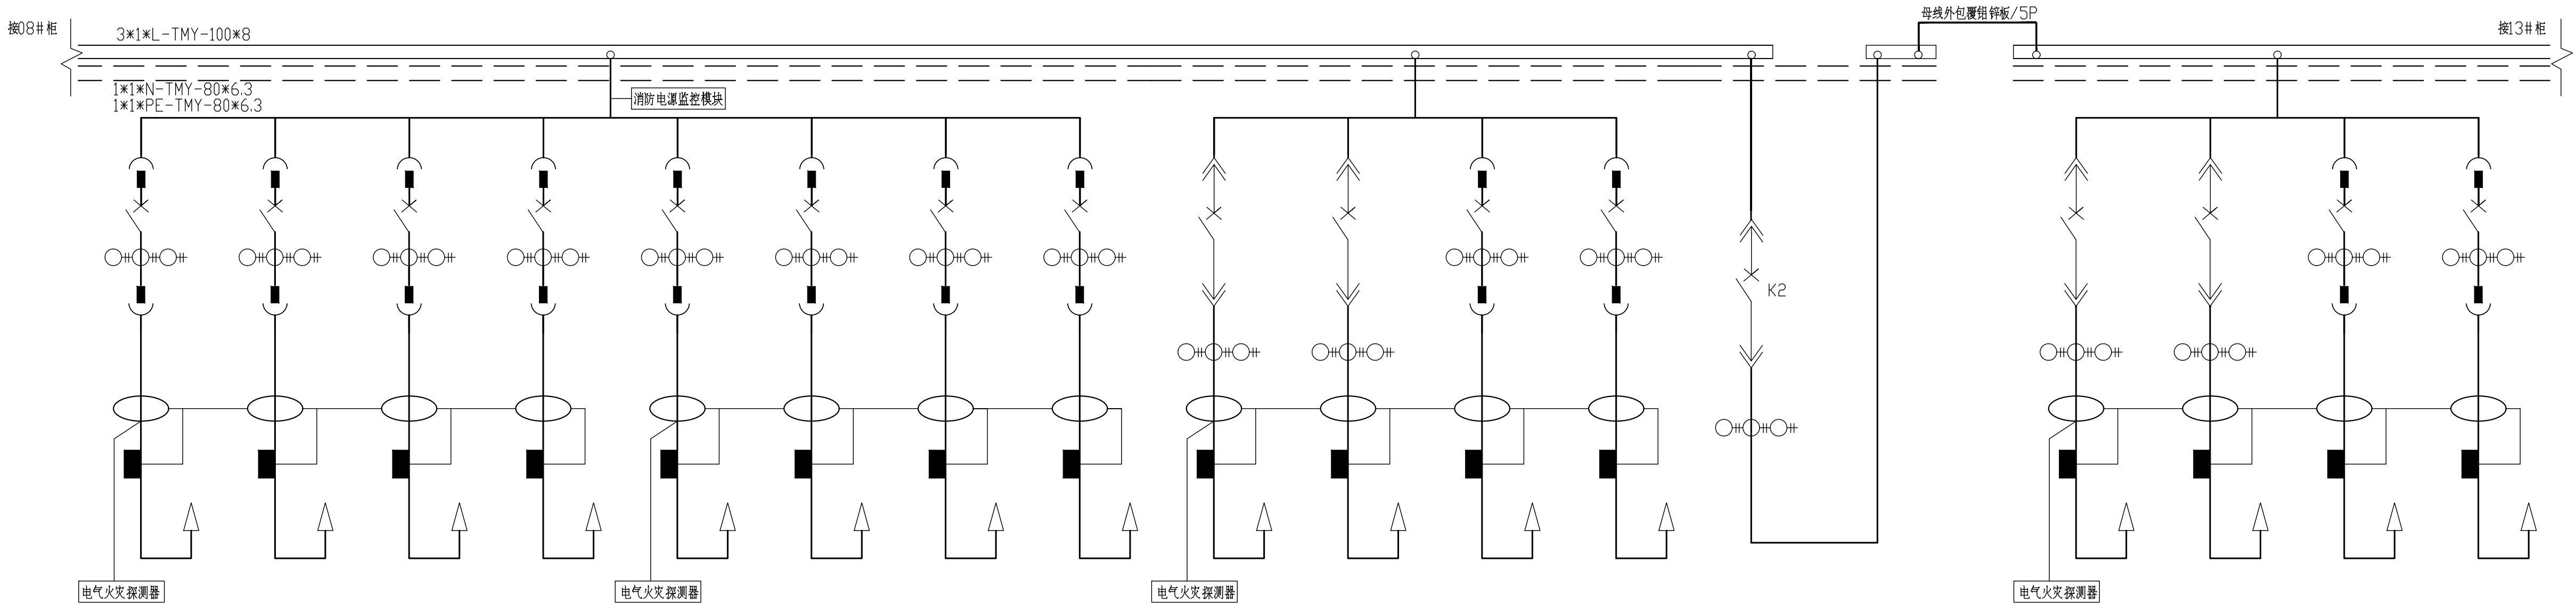 接08#柜
3*1*L-TMY-100*8
母线外包覆铝锌板/5P
接13#柜
1*1*N-TMY-80*6.3
1*1*PE-TMY-80*6.3
消防电源监控模块
K2
电气火灾探测器
电气火灾探测器
电气火灾探测器
电气火灾探测器